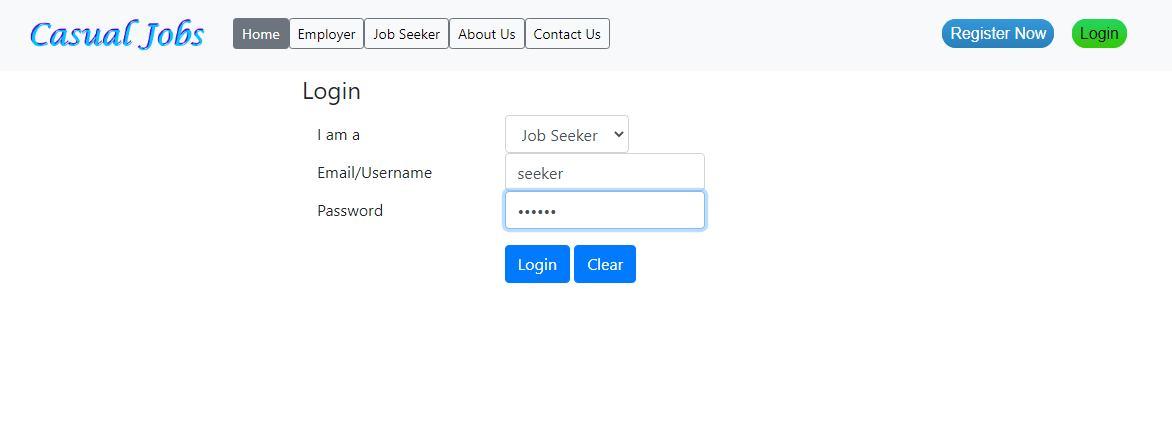 Casual Jobs Home Employer Job Seeker About Us Contact Us Register Now Login
Login
I am a Job Seeker
Email/Username seeker
Password ••••••
Login Clear